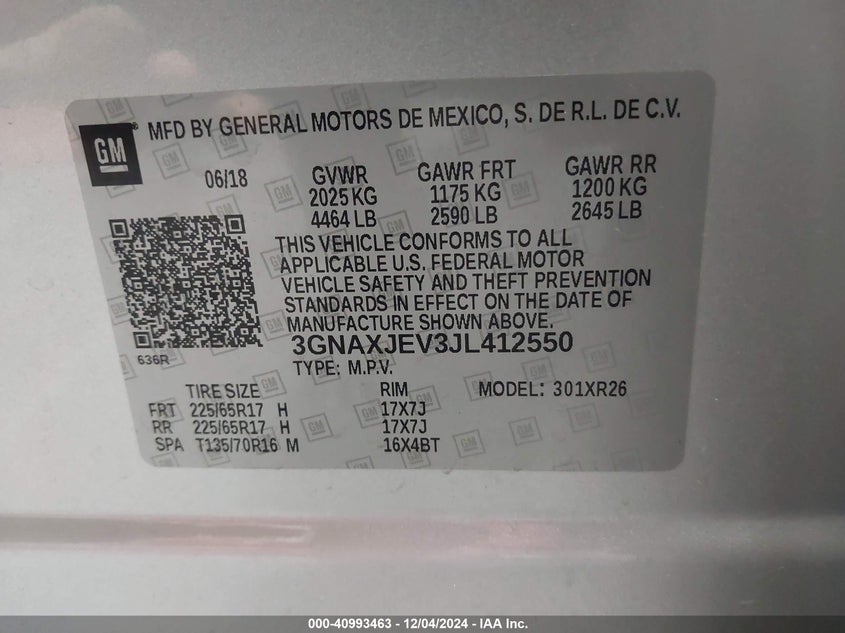 GM
MFD BY GENERAL MOTORS DE MEXICO, S. DE R.L. DE C.V.
06/18
GVWR GAWR FRT GAWR RR
2025 KG 1175 KG 1200 KG
4464 LB 2590 LB 2645 LB
THIS VEHICLE CONFORMS TO ALL
APPLICABLE U.S. FEDERAL MOTOR
VEHICLE SAFETY AND THEFT PREVENTION
STANDARDS IN EFFECT ON THE DATE OF
MANUFACTURE SHOWN ABOVE.
636R
3GNAXJEV3JL412550
TYPE: M.P.V.
TIRE SIZE RIM MODEL: 301XR26
FRT 225/65R17 H 17X7J
RR 225/65R17 H 17X7J
SPA T135/70R16 M 16X4BT
000-40993463 - 12/04/2024 - IAA Inc.